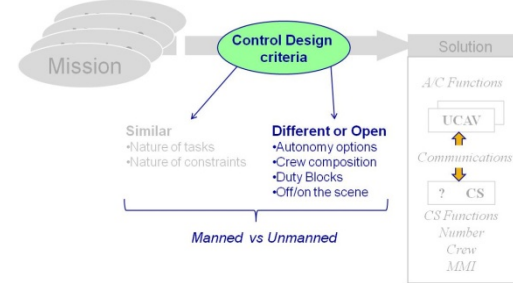 Mission
Control Design
criteria
Solution
Similar
•Nature of tasks
•Nature of constraints
Different or Open
•Autonomy options
•Crew composition
•Duty Blocks
•Off/on the scene
Manned vs Unmanned
A/C Functions
UCAV
Communications
? CS
CS Functions
Number
Crew
MMI